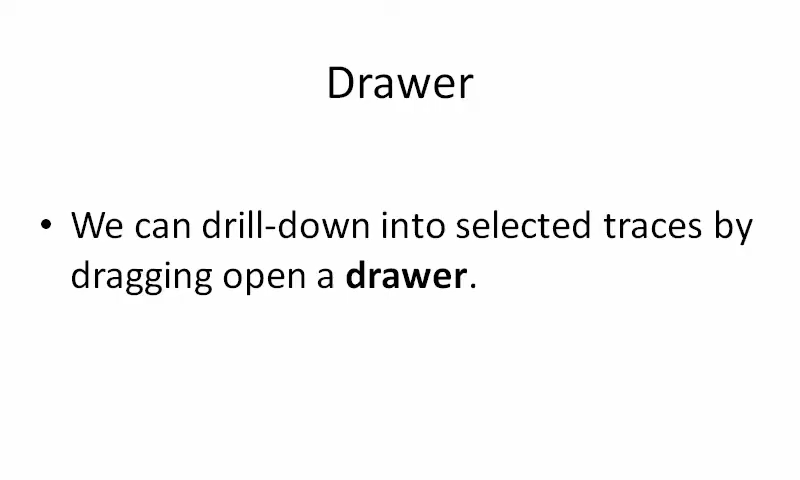 Drawer
• We can drill-down into selected traces by
dragging open a drawer.